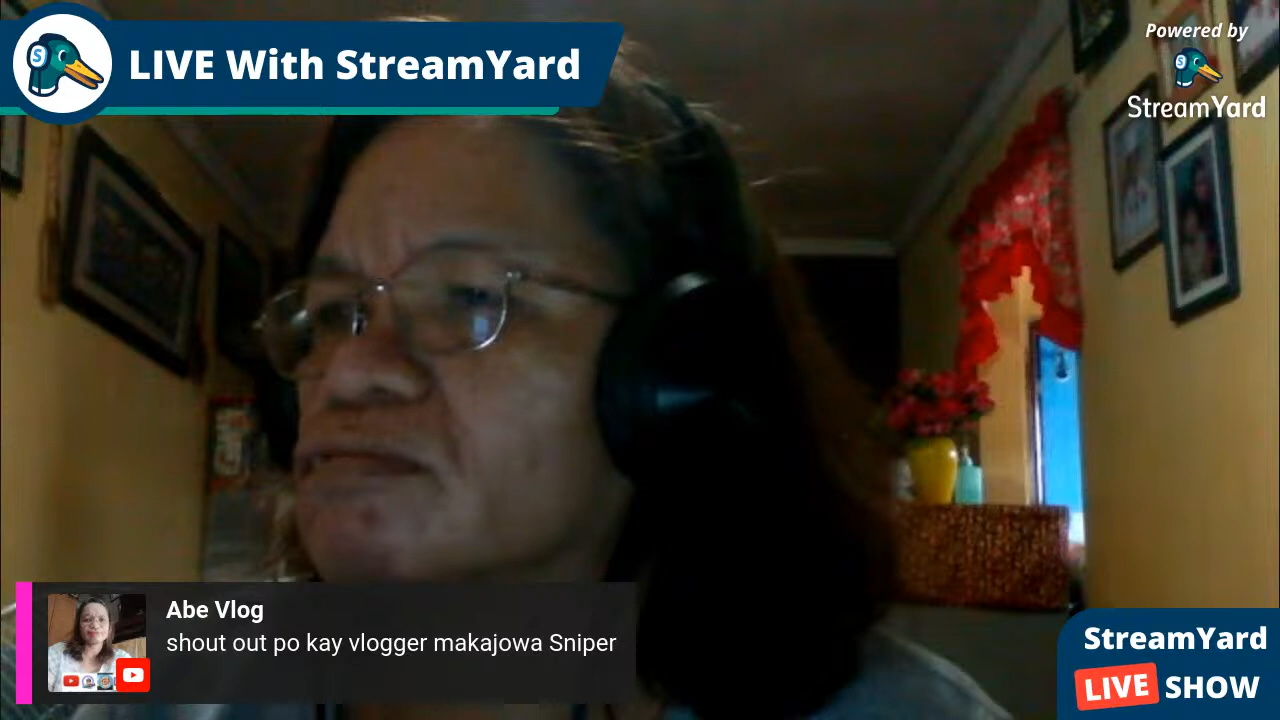 LIVE With StreamYard
Powered by
StreamYard
Abe Vlog
shout out po kay vlogger makajowa Sniper
StreamYard
LIVE SHOW